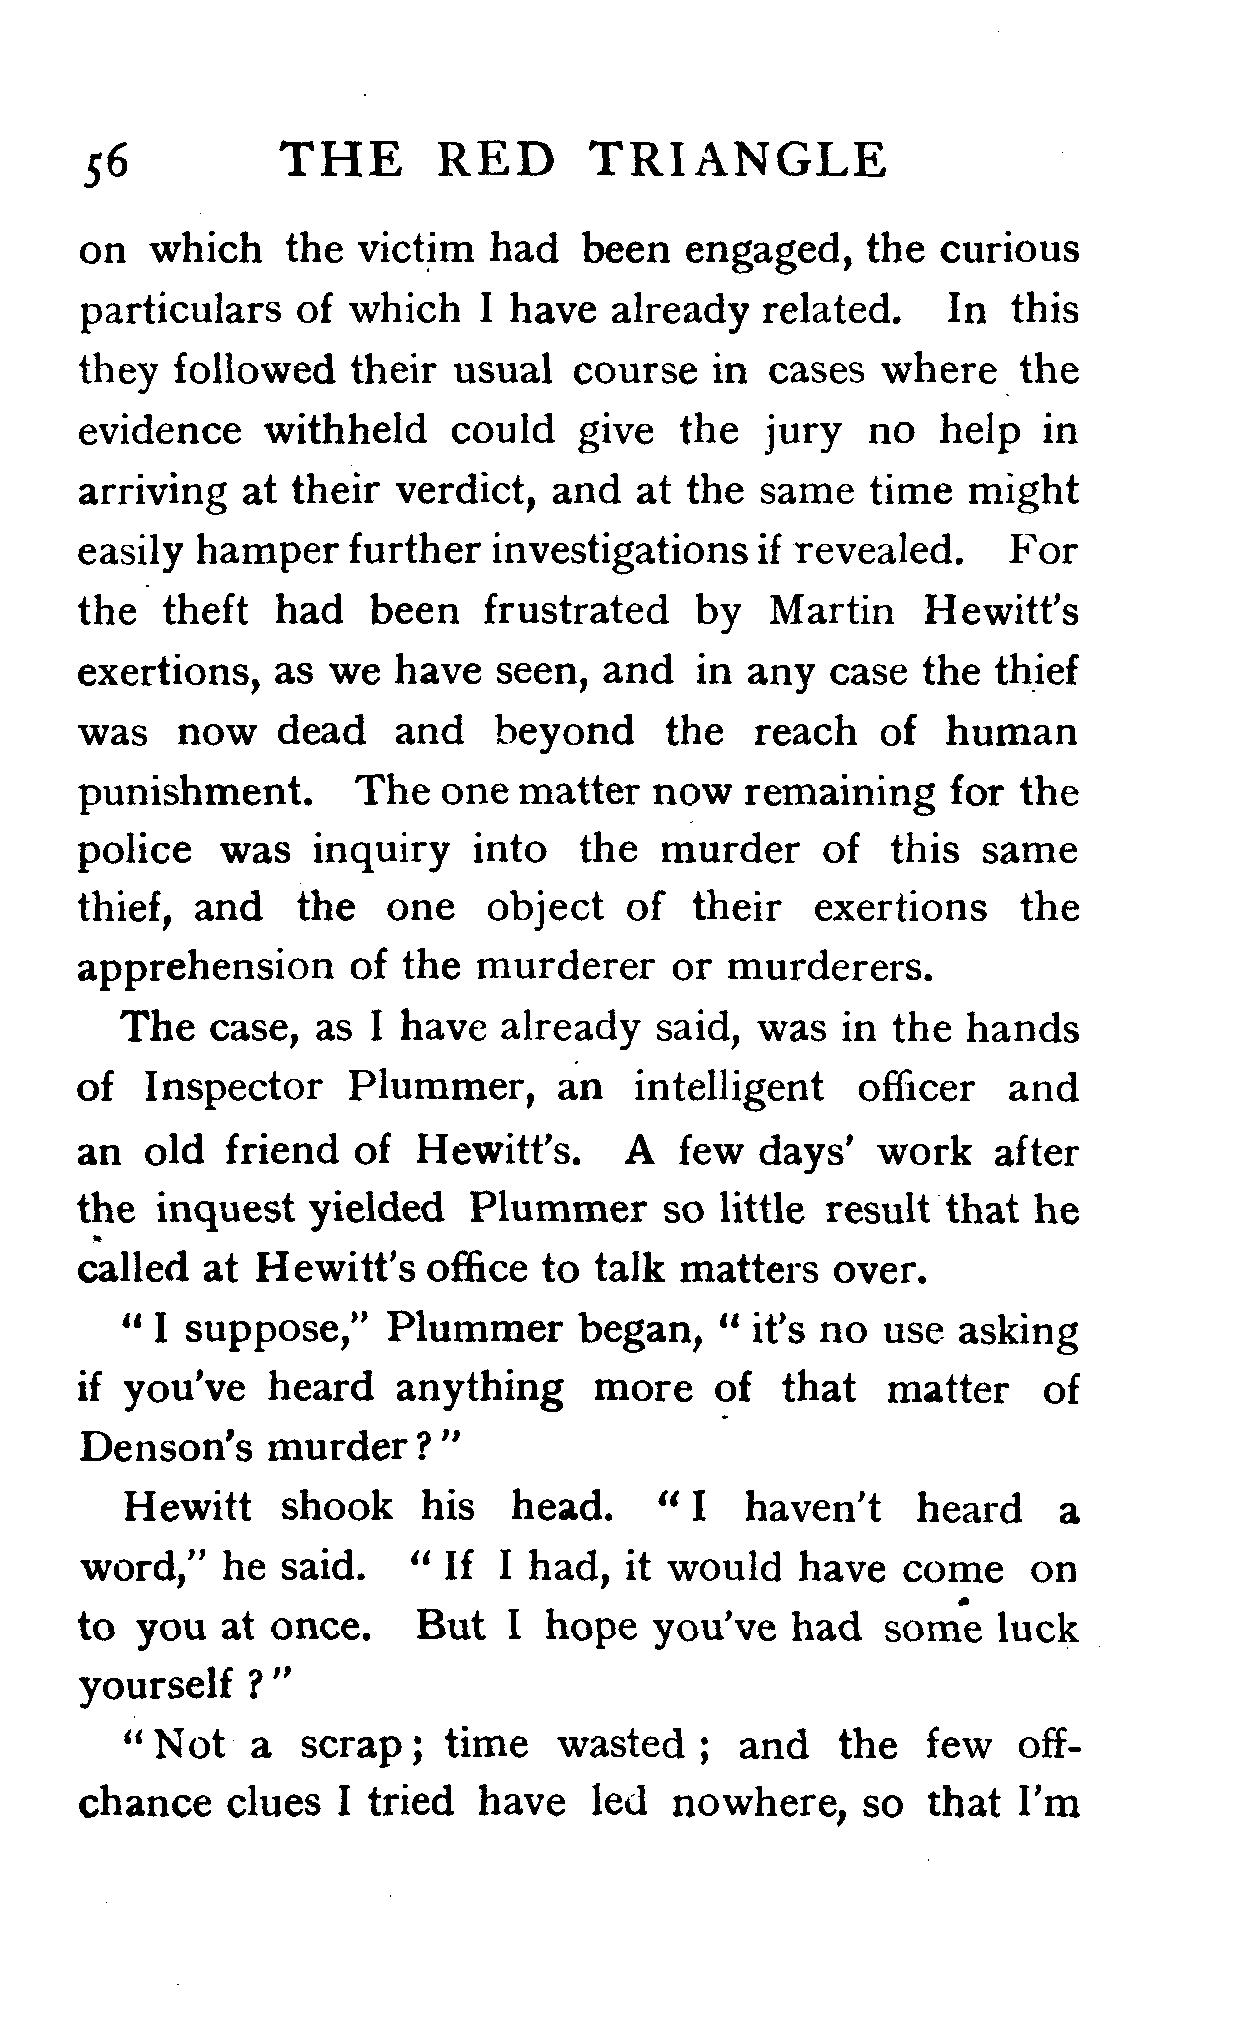 56 THE RED TRIANGLE
on which the victim had been engaged, the curious
particulars of which I have already related. In this
they followed their usual course in cases where the
evidence withheld could give the jury no help in
arriving at their verdict, and at the same time might
easily hamper further investigations if revealed. For
the theft had been frustrated by Martin Hewitt's
exertions, as we have seen, and in any case the thief
was now dead and beyond the reach of human
punishment. The one matter now remaining for the
police was inquiry into the murder of this same
thief, and the one object of their exertions the
apprehension of the murderer or murderers.
The case, as I have already said, was in the hands
of Inspector Plummer, an intelligent officer and
an old friend of Hewitt's. A few days' work after
the inquest yielded Plummer so little result that he
called at Hewitt's office to talk matters over.
" I suppose," Plummer began, " it's no use asking
if you've heard anything more of that matter of
Denson's murder ? "
Hewitt shook his head. " I haven't heard a
word," he said. " If I had, it would have come on
to you at once. But I hope you've had some luck
yourself ? "
" Not a scrap ; time wasted ; and the few off-
chance clues I tried have led nowhere, so that I'm